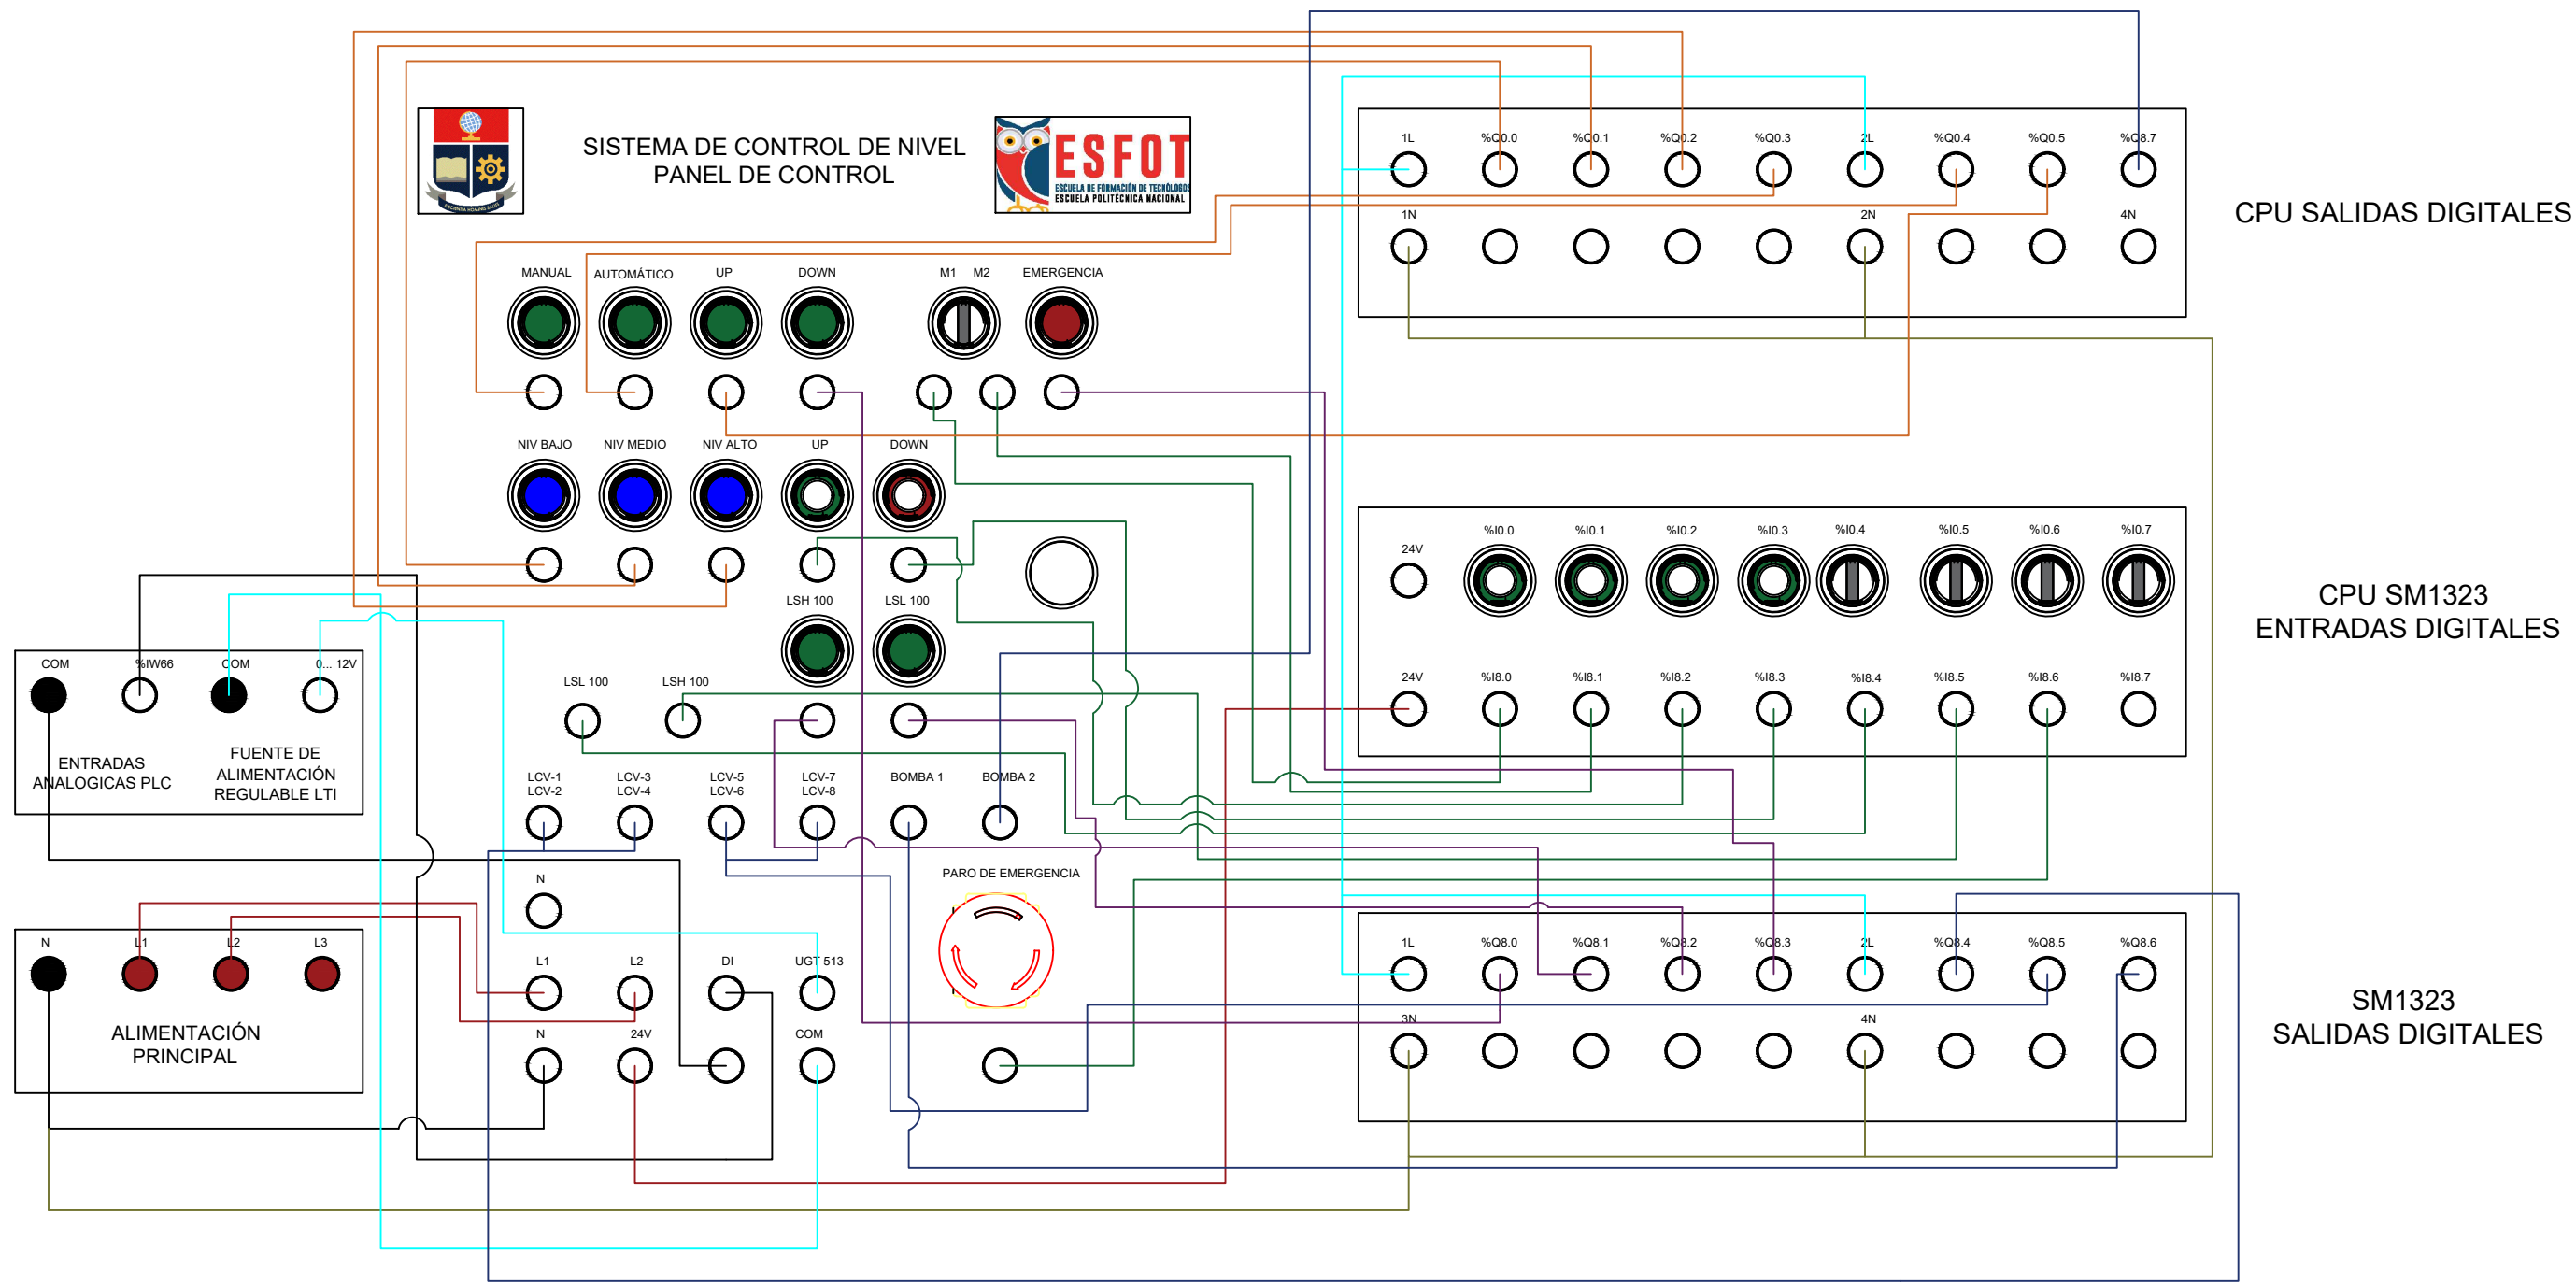 SISTEMA DE CONTROL DE NIVEL
PANEL DE CONTROL
SCIENTIA HOMINIS SALUS
ESFOT
ESCUELA DE FORMACIÓN DE TECNÓLOGOS
ESCUELA POLITÉCNICA NACIONAL
1L %Q0.0 %Q0.1 %Q0.2 %Q0.3 2L %Q0.4 %Q0.5 %Q8.7
1N 2N 4N
CPU SALIDAS DIGITALES
MANUAL AUTOMÁTICO UP DOWN M1 M2 EMERGENCIA
NIV BAJO NIV MEDIO NIV ALTO UP DOWN
24V %I0.0 %I0.1 %I0.2 %I0.3 %I0.4 %I0.5 %I0.6 %I0.7
CPU SM1323
ENTRADAS DIGITALES
24V %I8.0 %I8.1 %I8.2 %I8.3 %I8.4 %I8.5 %I8.6 %I8.7
LSH 100 LSL 100
COM %IW66 COM 0... 12V
ENTRADAS
ANALOGICAS PLC
FUENTE DE
ALIMENTACIÓN
REGULABLE LTI
LSL 100 LSH 100
LCV-1 LCV-3 LCV-5 LCV-7 BOMBA 1 BOMBA 2
LCV-2 LCV-4 LCV-6 LCV-8
PARO DE EMERGENCIA
N
N L1 L2 L3
ALIMENTACIÓN
PRINCIPAL
L1 L2 DI UGT 513
N 24V COM
1L %Q8.0 %Q8.1 %Q8.2 %Q8.3 2L %Q8.4 %Q8.5 %Q8.6
3N 4N
SM1323
SALIDAS DIGITALES